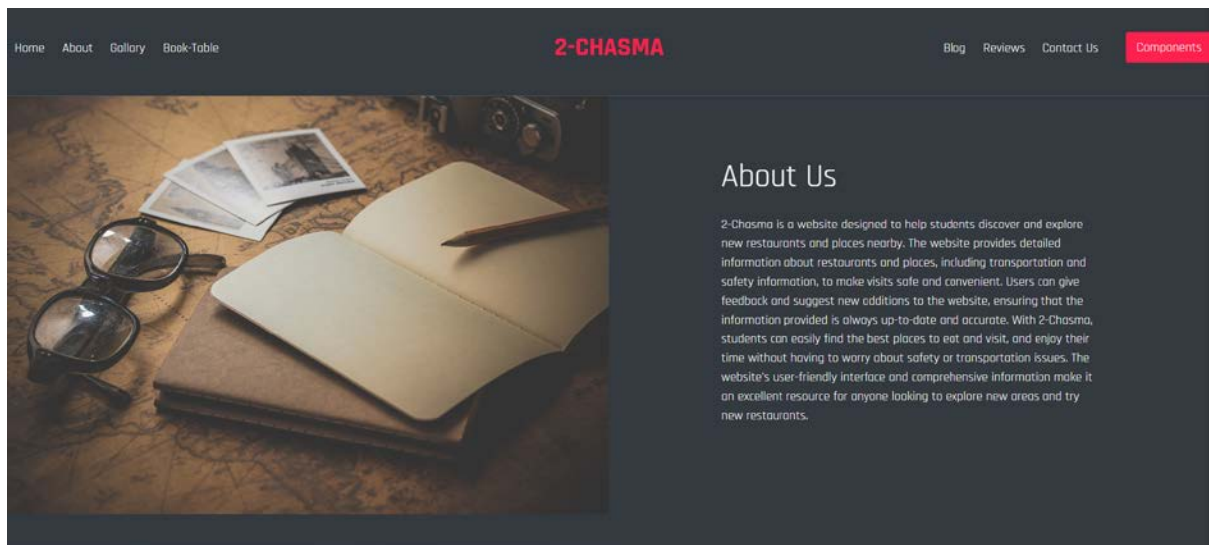 Home About Gallary Book-Table 2-CHASMA Blog Reviews Contact Us Components
About Us
2-Chasma is a website designed to help students discover and explore
new restaurants and places nearby. The website provides detailed
information about restaurants and places, including transportation and
safety information, to make visits safe and convenient. Users can give
feedback and suggest new additions to the website, ensuring that the
information provided is always up-to-date and accurate. With 2-Chasma,
students can easily find the best places to eat and visit, and enjoy their
time without having to worry about safety or transportation issues. The
website's user-friendly interface and comprehensive information make it
an excellent resource for anyone looking to explore new areas and try
new restaurants.